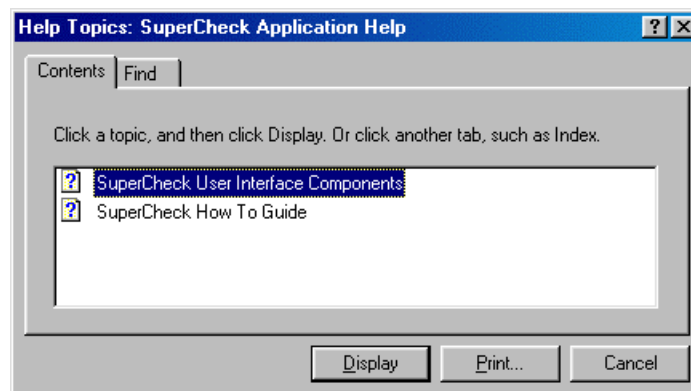 Help Topics: SuperCheck Application Help
Contents Find
Click a topic, and then click Display. Or click another tab, such as Index.
SuperCheck User Interface Components
SuperCheck How To Guide
Display Print... Cancel